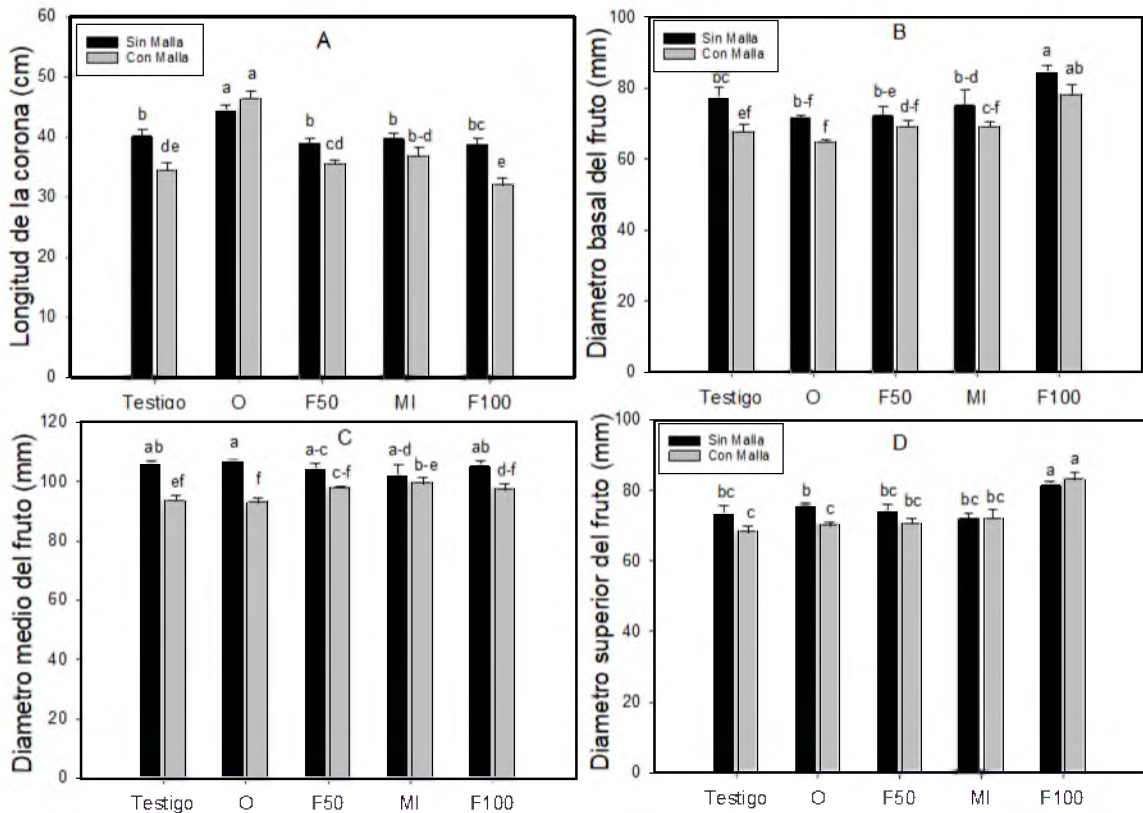 Longitud de la corona (cm)
60
50
40
30
20
10
0
Sin Malla
Con Malla
A
b
de
a
a
b
cd
b
b-d
bc
e
Testigo
O
F50
MI
F100
Diametro basal del fruto (mm)
100
80
60
40
20
0
Sin Malla
Con Malla
B
bc
ef
b-f
f
b-e
d-f
b-d
c-f
a
ab
Testigo
O
F50
MI
F100
Diametro medio del fruto (mm)
120
100
80
60
40
20
0
C
ab
ef
a
f
a-c
c-f
a-d
b-e
ab
d-f
Testigo
O
F50
MI
F100
Diametro superior del fruto (mm)
100
80
60
40
20
0
Sin Malla
Con Malla
D
bc
c
b
c
bc
bc
bc
bc
a
a
Testigo
O
F50
MI
F100